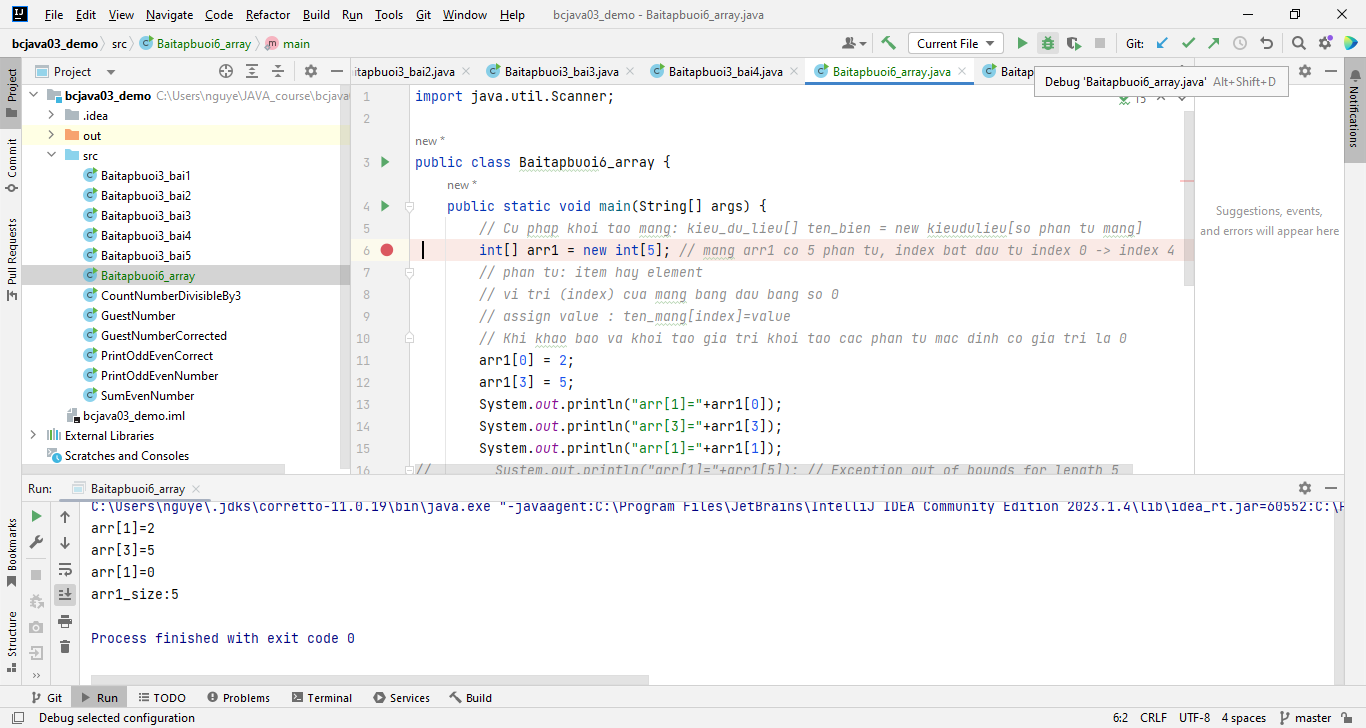 File Edit View Navigate Code Refactor Build Run Tools Git Window Help bcjava03_demo - Baitapbuoi6_array.java
bcjava03_demo src Baitapbuoi6_array main Current File Git:
Project
Project
Commit
Pull Requests
Bookmarks
Structure
bcjava03_demo C:\Users\nguye\JAVA_course\bcjava
.idea
out
src
Baitapbuoi3_bai1
Baitapbuoi3_bai2
Baitapbuoi3_bai3
Baitapbuoi3_bai4
Baitapbuoi3_bai5
Baitapbuoi6_array
CountNumberDivisibleBy3
GuestNumber
GuestNumberCorrected
PrintOddEvenCorrect
PrintOddEvenNumber
SumEvenNumber
bcjava03_demo.iml
External Libraries
Scratches and Consoles
itapbuoi3_bai2.java Baitapbuoi3_bai3.java Baitapbuoi3_bai4.java Baitapbuoi6_array.java Baitap
Debug 'Baitapbuoi6_array.java' Alt+Shift+D
15
1 import java.util.Scanner;
2
new *
3 public class Baitapbuoi6_array {
new *
4 public static void main(String[] args) {
5 // Cu phap khoi tao mang: kieu_du_lieu[] ten_bien = new kieudulieu[so phan tu mang]
6 int[] arr1 = new int[5]; // mang arr1 co 5 phan tu, index bat dau tu index 0 -> index 4
7 // phan tu: item hay element
8 // vi tri (index) cua mang bang dau bang so 0
9 // assign value : ten_mang[index]=value
10 // Khi khao bao va khoi tao gia tri khoi tao cac phan tu mac dinh co gia tri la 0
11 arr1[0] = 2;
12 arr1[3] = 5;
13 System.out.println("arr[1]="+arr1[0]);
14 System.out.println("arr[3]="+arr1[3]);
15 System.out.println("arr[1]="+arr1[1]);
16 // System.out.println("arr[1]="+arr1[5]); // Exception out of bounds for length 5
Notifications
Suggestions, events,
and errors will appear here
Run: Baitapbuoi6_array
C:\Users\nguye\.jdks\corretto-11.0.19\bin\java.exe "-javaagent:C:\Program Files\JetBrains\IntelliJ IDEA Community Edition 2023.1.4\lib\idea_rt.jar=60552:C:\P
arr[1]=2
arr[3]=5
arr[1]=0
arr1_size:5
Process finished with exit code 0
Git Run TODO Problems Terminal Services Build
Debug selected configuration 6:2 CRLF UTF-8 4 spaces master